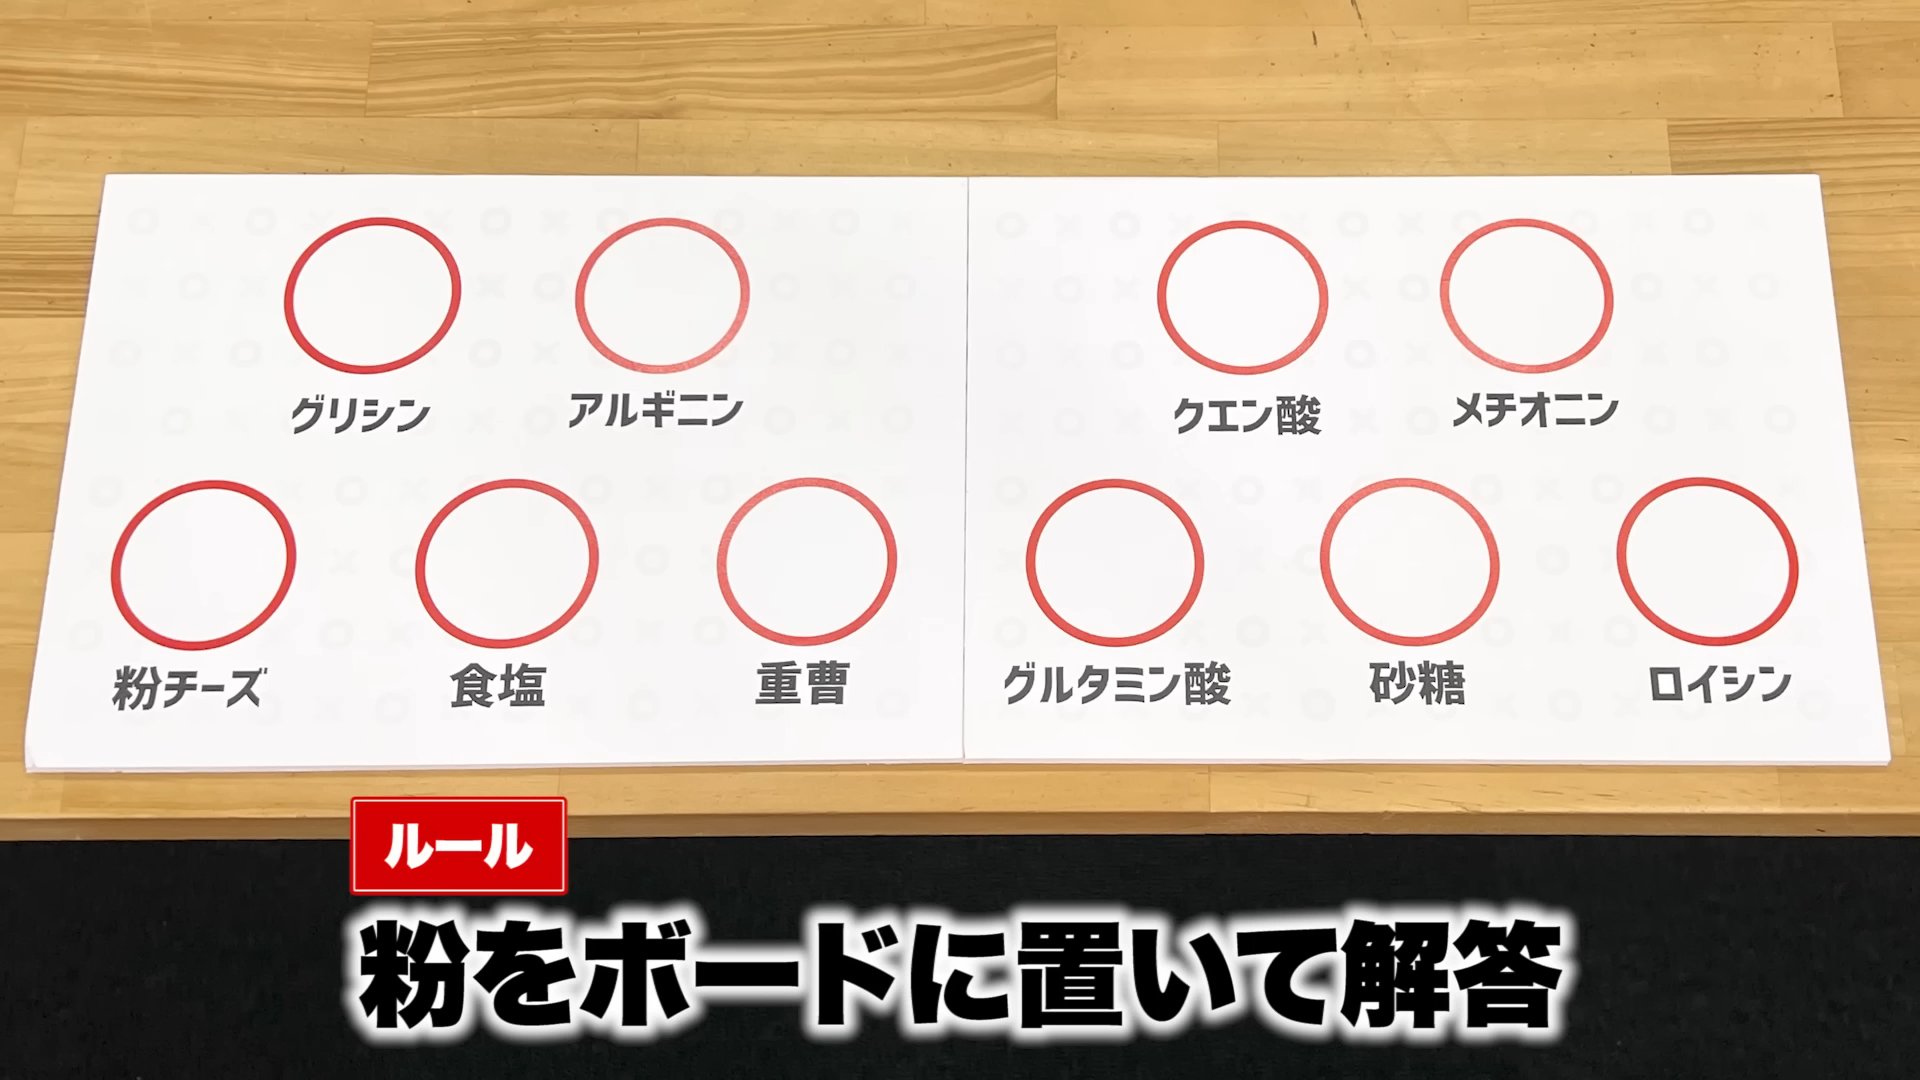 グリシン アルギニン クエン酸 メチオニン
粉チーズ 食塩 重曹 グルタミン酸 砂糖 ロイシン
ルール
粉をボードに置いて解答